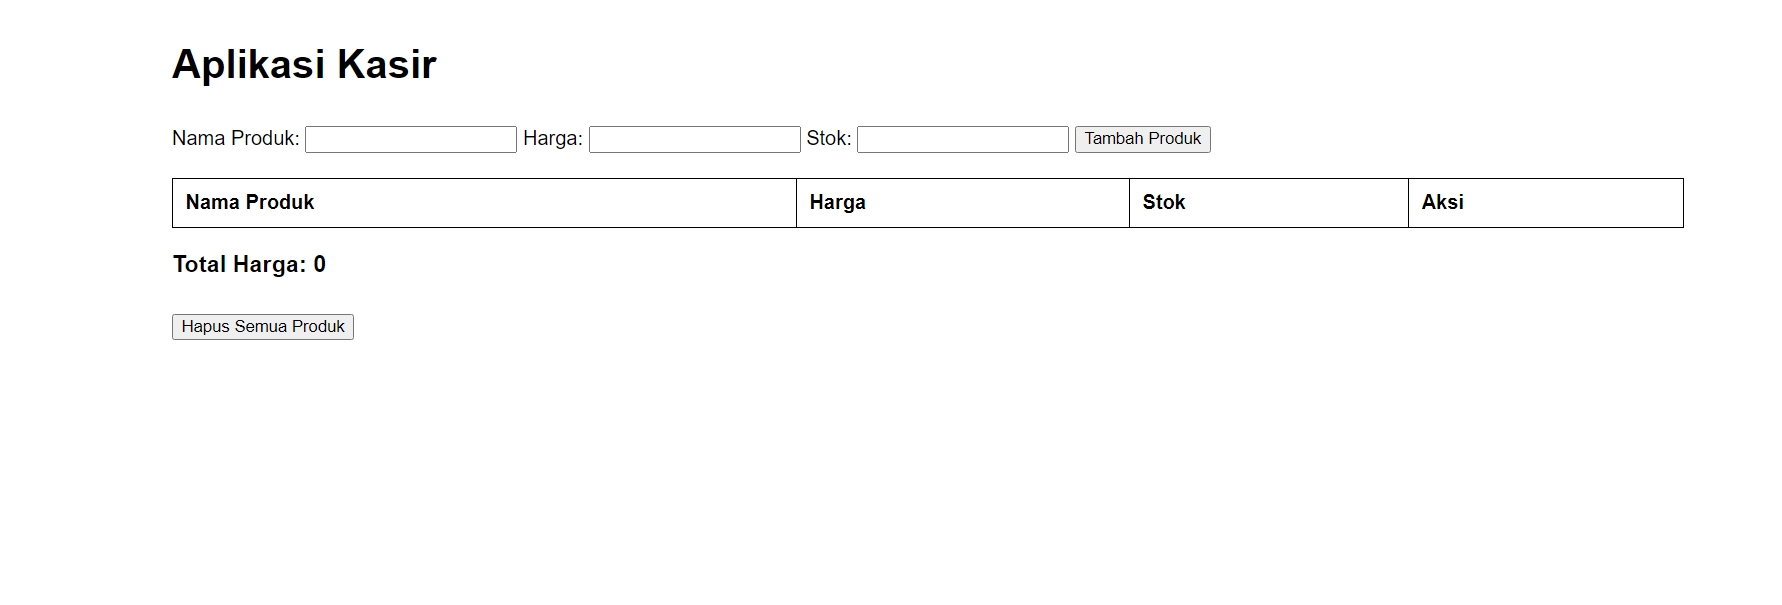 Aplikasi Kasir
Nama Produk: Harga: Stok: Tambah Produk
Nama Produk Harga Stok Aksi
Total Harga: 0
Hapus Semua Produk